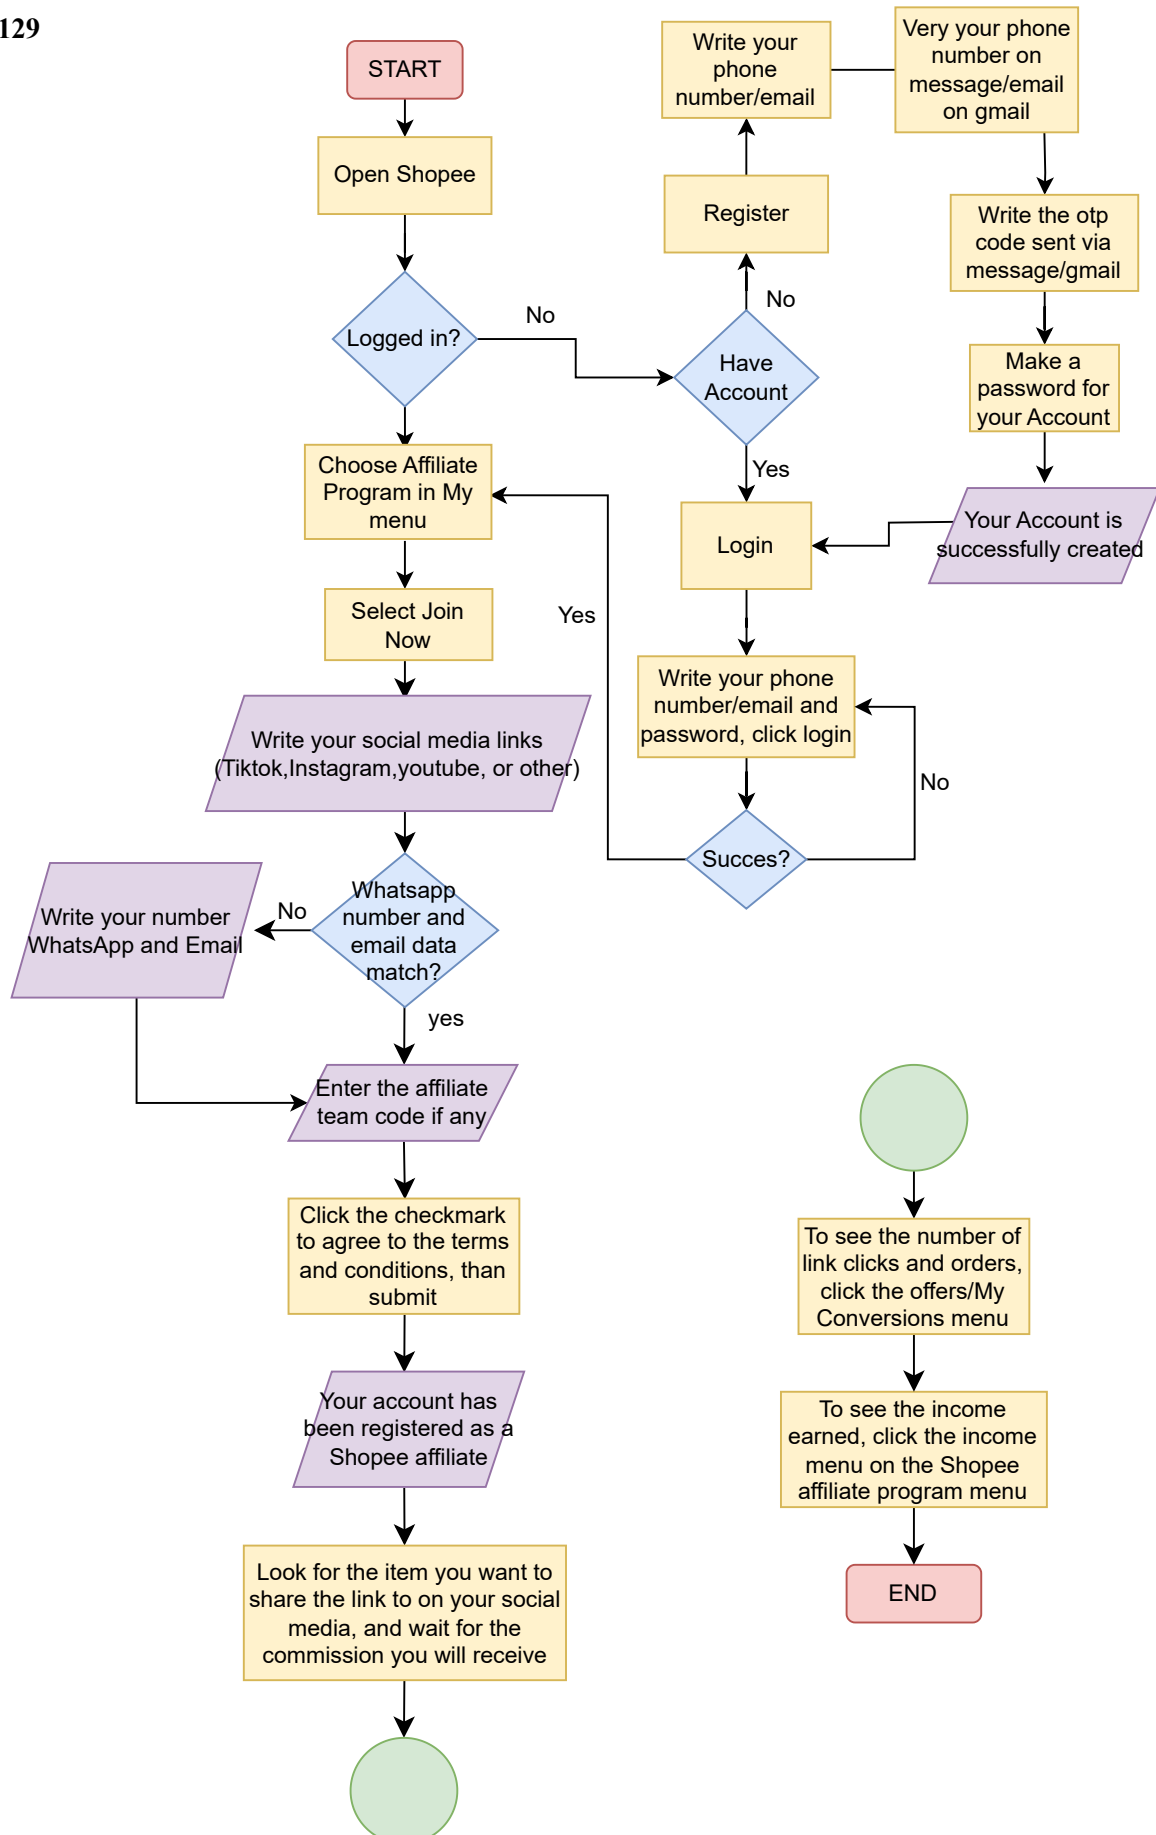 129
START
Open Shopee
Logged in?
No
Choose Affiliate
Program in My
menu
Select Join
Now
Write your social media links
(Tiktok,Instagram,youtube, or other)
Whatsapp
number and
email data
match?
No
Write your number
WhatsApp and Email
yes
Enter the affiliate
team code if any
Click the checkmark
to agree to the terms
and conditions, than
submit
Your account has
been registered as a
Shopee affiliate
Look for the item you want to
share the link to on your social
media, and wait for the
commission you will receive
Have
Account
No
Register
Write your
phone
number/email
Very your phone
number on
message/email
on gmail
Write the otp
code sent via
message/gmail
Make a
password for
your Account
Your Account is
successfully created
Yes
Login
Write your phone
number/email and
password, click login
Succes?
No
Yes
To see the number of
link clicks and orders,
click the offers/My
Conversions menu
To see the income
earned, click the income
menu on the Shopee
affiliate program menu
END